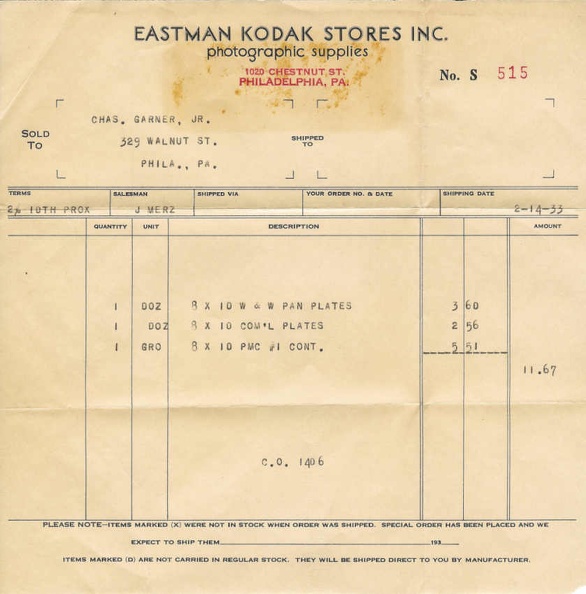 EASTMAN KODAK STORES INC.
photographic supplies
1020 CHESTNUT ST.
PHILADELPHIA, PA.
No. S 515
SOLD TO
CHAS. GARNER, JR.
329 WALNUT ST.
PHILA., PA.
SHIPPED TO
TERMS SALESMAN SHIPPED VIA YOUR ORDER NO. & DATE SHIPPING DATE
2% 10TH PROX J MERZ 2-14-33
QUANTITY UNIT DESCRIPTION AMOUNT
1 DOZ 8 X 10 W & W PAN PLATES 3 60
1 DOZ 8 X 10 COM'L PLATES 2 56
1 GRO 8 X 10 PMC #1 CONT. 5 51
11.67
C.O. 1406
PLEASE NOTE—ITEMS MARKED (X) WERE NOT IN STOCK WHEN ORDER WAS SHIPPED. SPECIAL ORDER HAS BEEN PLACED AND WE
EXPECT TO SHIP THEM 193
ITEMS MARKED (D) ARE NOT CARRIED IN REGULAR STOCK. THEY WILL BE SHIPPED DIRECT TO YOU BY MANUFACTURER.